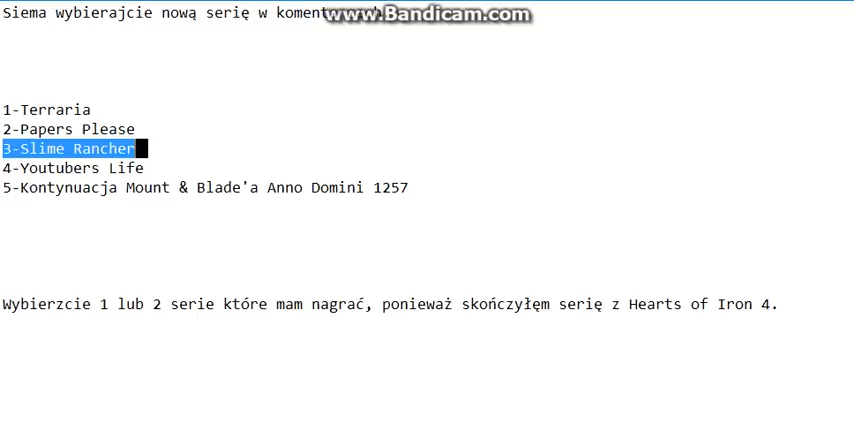 Siema wybierajcie nową serię w
www.Bandicam.com
1-Terraria
2-Papers Please
3-Slime Rancher
4-Youtubers Life
5-Kontynuacja Mount & Blade'a Anno Domini 1257
Wybierzcie 1 lub 2 serie które mam nagrać, ponieważ skończyłęm serię z Hearts of Iron 4.